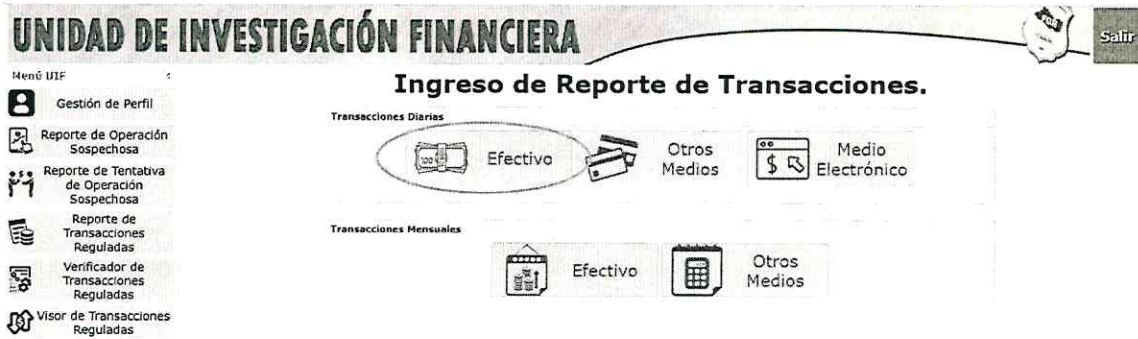 UNIDAD DE INVESTIGACIÓN FINANCIERA
Salir
Menú UIF
Gestión de Perfil
Reporte de Operación
Sospechosa
Reporte de Tentativa
de Operación
Sospechosa
Reporte de
Transacciones
Reguladas
Verificador de
Transacciones
Reguladas
Visor de Transacciones
Reguladas
Ingreso de Reporte de Transacciones.
Transacciones Diarias
Efectivo
Otros
Medios
Medio
Electrónico
Transacciones Mensuales
Efectivo
Otros
Medios